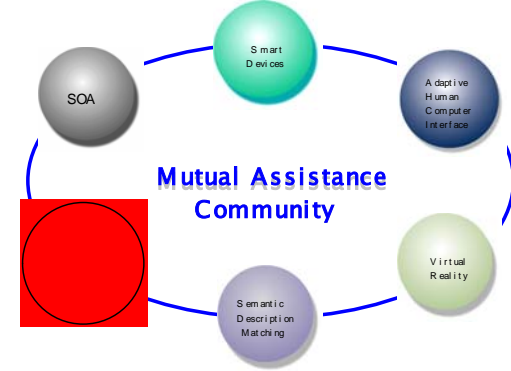 Smart
Devices
SOA
Adaptive
Human
Computer
Interface
Mutual Assistance
Community
Virtual
Reality
Semantic
Description
Matching